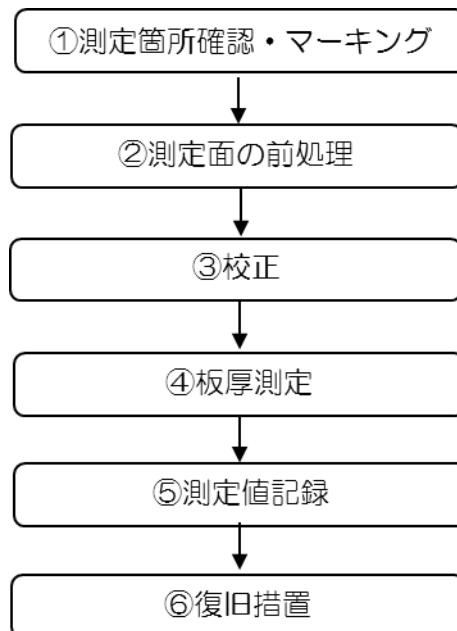 ①測定箇所確認・マーキング
②測定面の前処理
③校正
④板厚測定
⑤測定値記録
⑥復旧措置